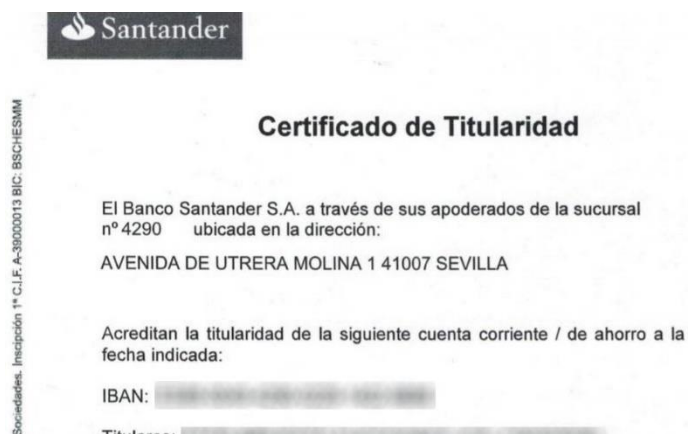 Santander
Certificado de Titularidad
El Banco Santander S.A. a través de sus apoderados de la sucursal
nº 4290 ubicada en la dirección:
AVENIDA DE UTRERA MOLINA 1 41007 SEVILLA
Acreditan la titularidad de la siguiente cuenta corriente / de ahorro a la
fecha indicada:
IBAN:
Titulares:
Sociedades. Inscripción 1ª C.I.F. A-39000013 BIC: BSCHESMM